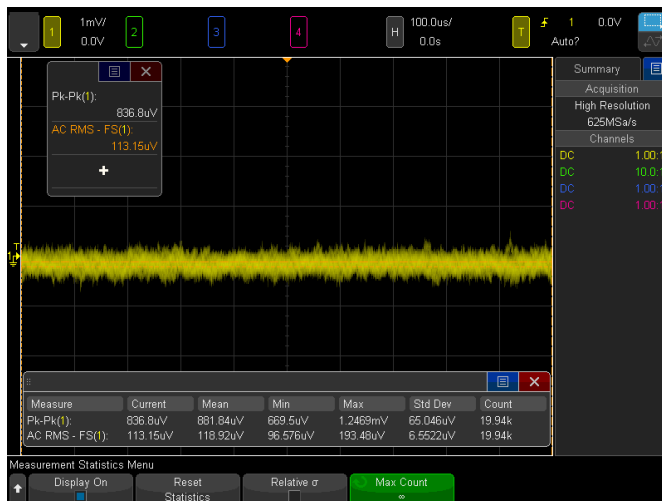 1 1mV/ 0.0V 2 3 4 H 100.0us/ 0.0s T 1 0.0V Auto?
Summary
Acquisition
High Resolution
625MSa/s
Channels
DC 1.00:1
DC 10.0:1
DC 1.00:1
DC 1.00:1
Pk-Pk(1):
836.8uV
AC RMS - FS(1):
113.15uV
T
1
Measure Current Mean Min Max Std Dev Count
Pk-Pk(1): 836.8uV 881.84uV 669.5uV 1.2469mV 65.046uV 19.94k
AC RMS - FS(1): 113.15uV 118.92uV 96.576uV 193.48uV 6.5522uV 19.94k
Measurement Statistics Menu
Display On
Reset Statistics
Relative σ
Max Count
∞